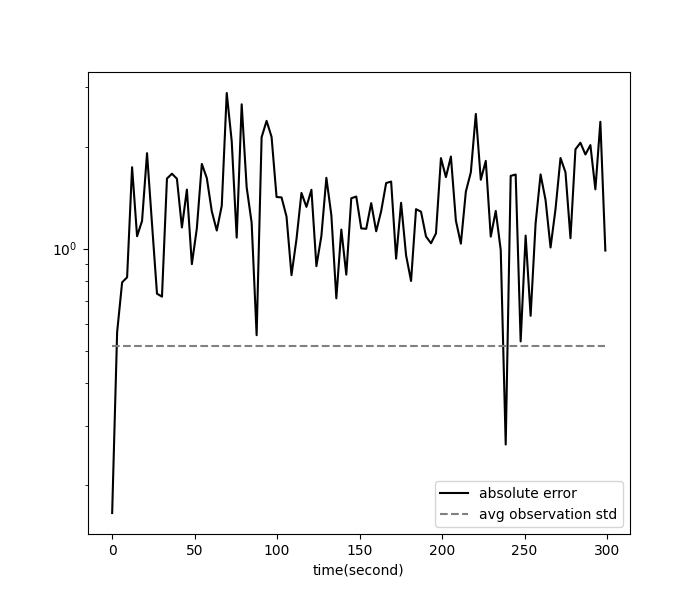 10⁰
absolute error
avg observation std
0 50 100 150 200 250 300
time(second)